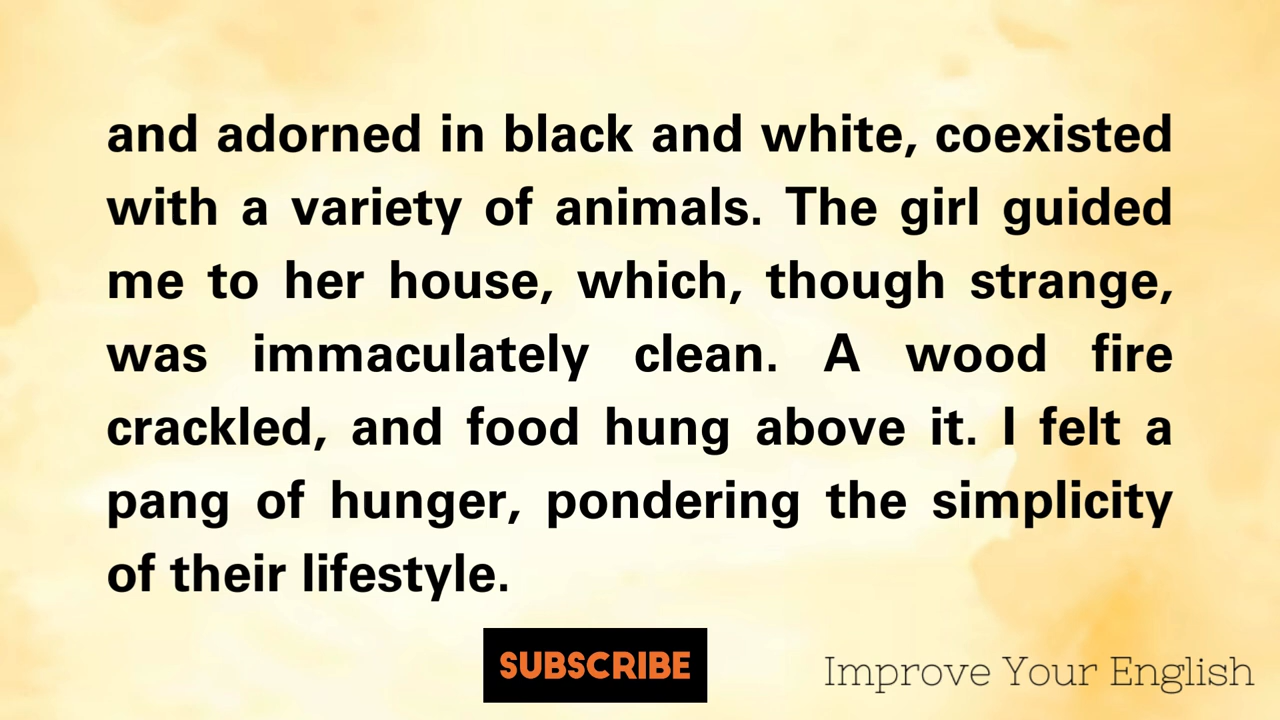 and adorned in black and white, coexisted
with a variety of animals. The girl guided
me to her house, which, though strange,
was immaculately clean. A wood fire
crackled, and food hung above it. I felt a
pang of hunger, pondering the simplicity
of their lifestyle.
SUBSCRIBE
Improve Your English